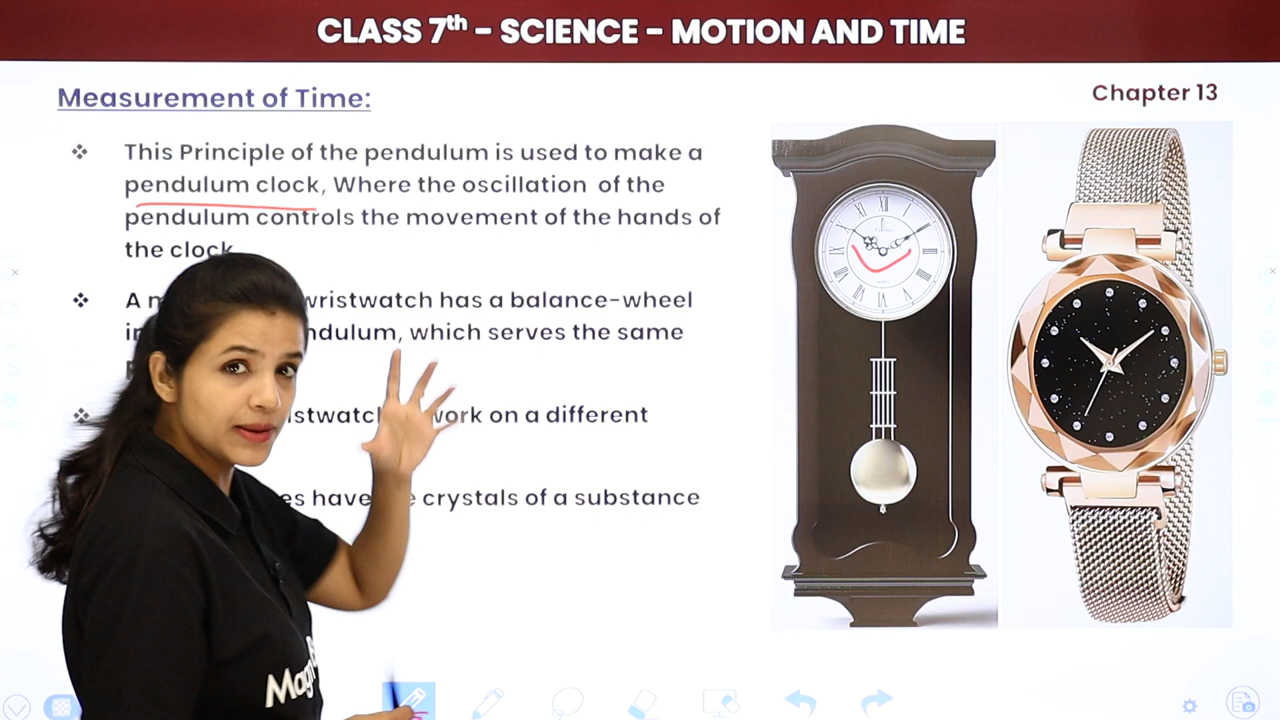 CLASS 7th - SCIENCE - MOTION AND TIME
Measurement of Time:
Chapter 13
❖ This Principle of the pendulum is used to make a
pendulum clock, Where the oscillation of the
pendulum controls the movement of the hands of
the clock
❖ A wristwatch has a balance-wheel
in ndulum, which serves the same
❖ istwatch work on a different
es have crystals of a substance
Magn